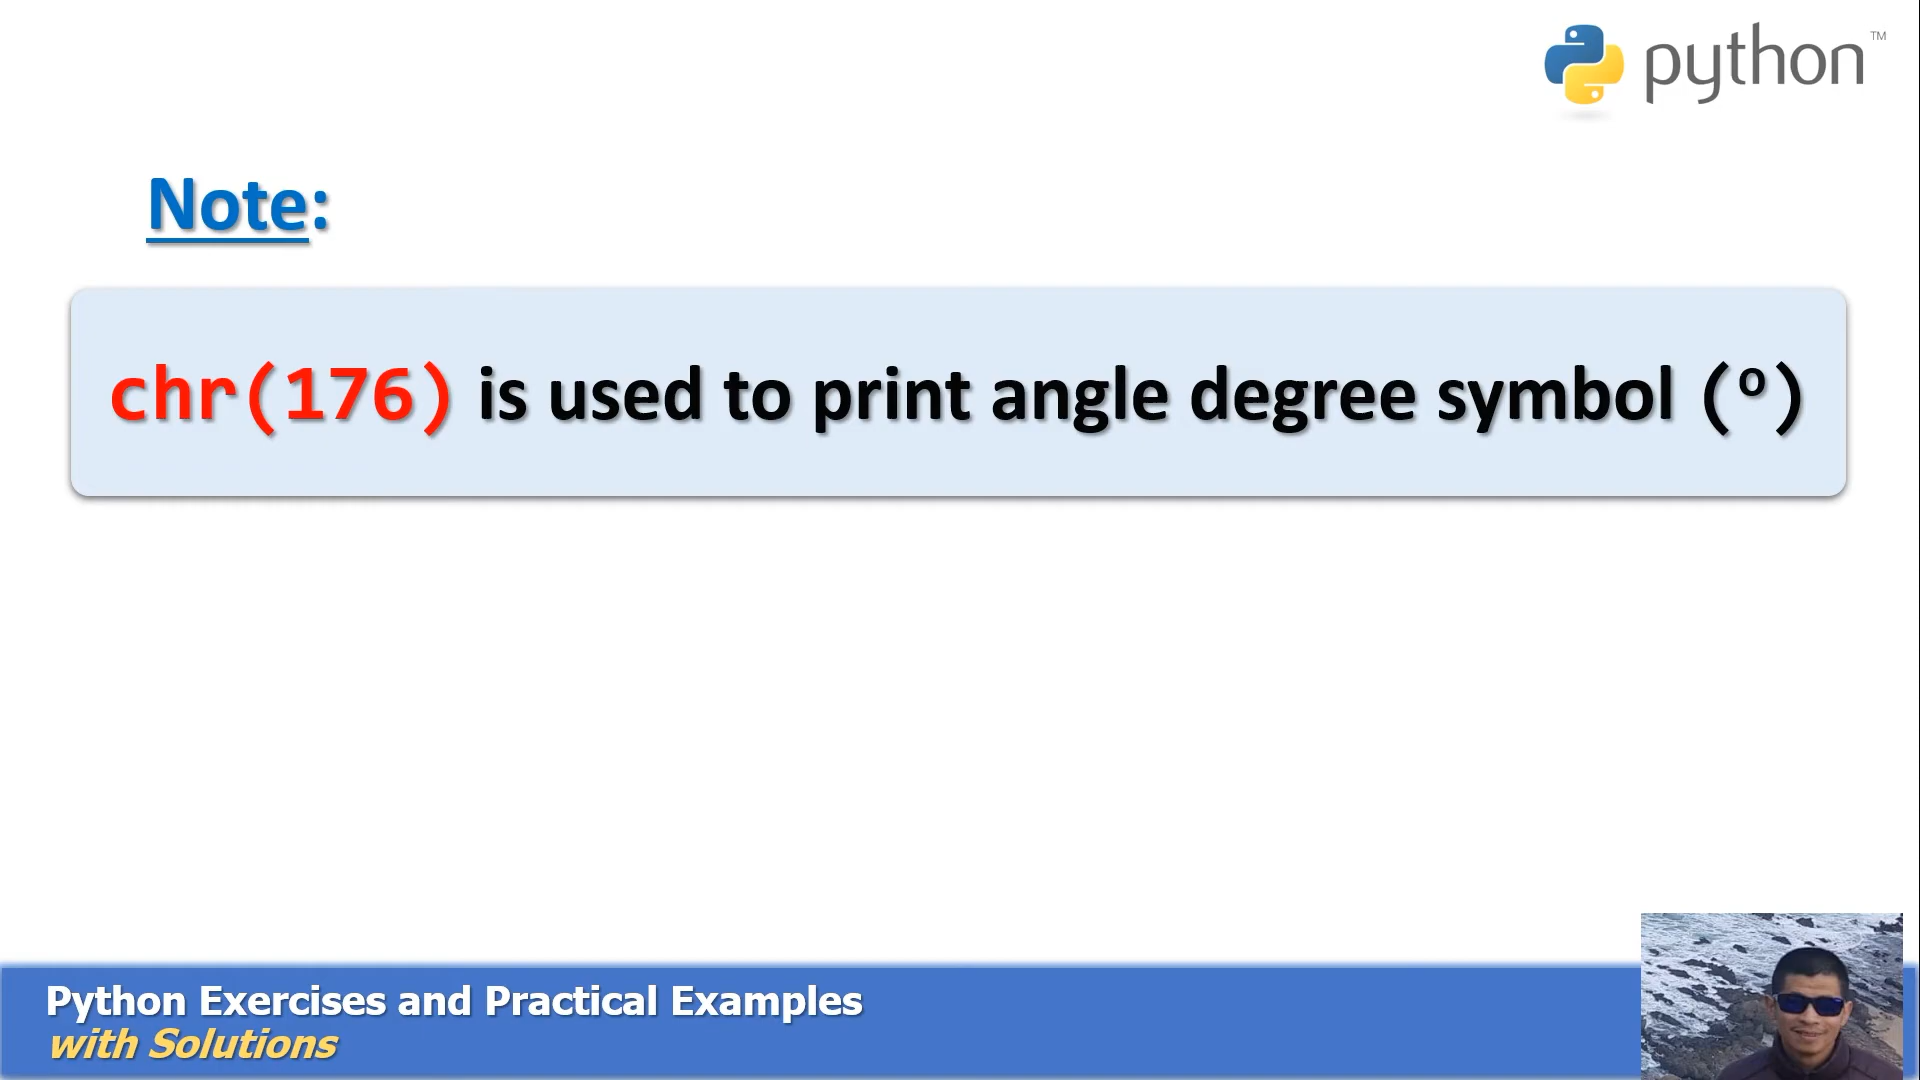 python™
Note:
chr(176) is used to print angle degree symbol (º)
Python Exercises and Practical Examples
with Solutions